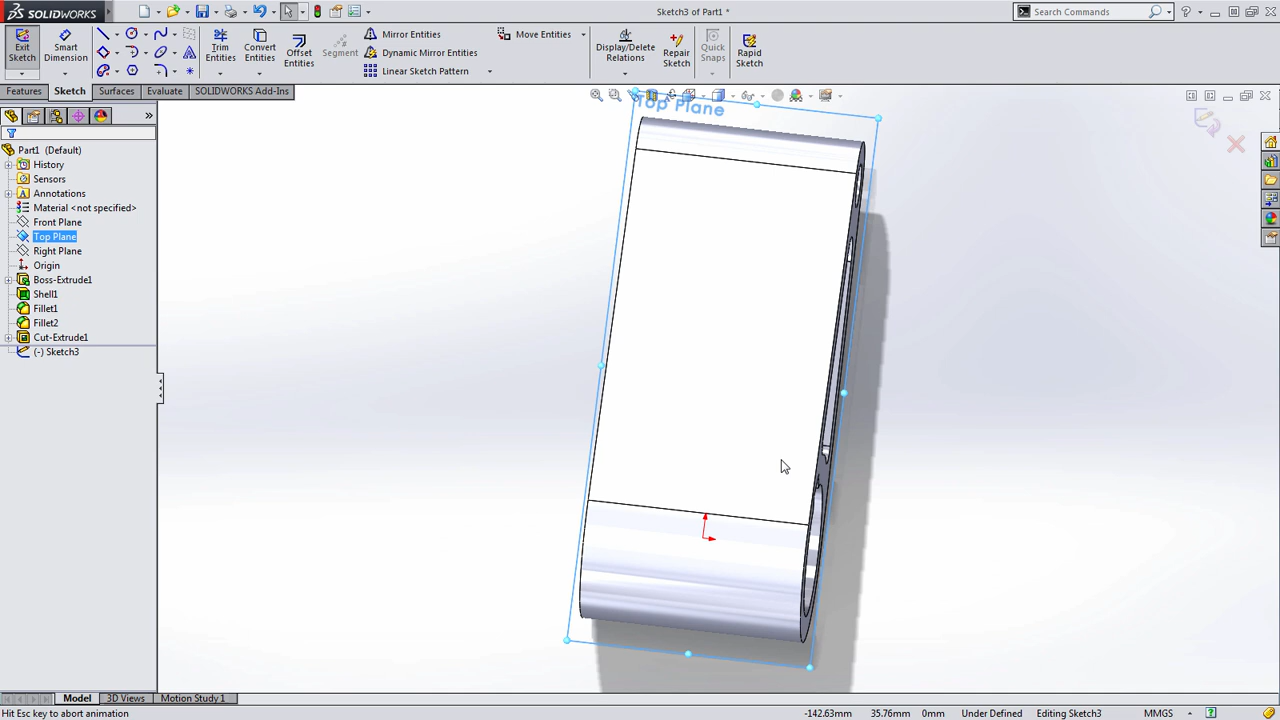 SOLIDWORKS
Sketch3 of Part1 *
Search Commands
Exit Sketch
Smart Dimension
Trim Entities
Convert Entities
Offset Entities
Segment
Mirror Entities
Dynamic Mirror Entities
Linear Sketch Pattern
Move Entities
Display/Delete Relations
Repair Sketch
Quick Snaps
Rapid Sketch
Features
Sketch
Surfaces
Evaluate
SOLIDWORKS Add-Ins
Top Plane
Part1 (Default)
History
Sensors
Annotations
Material <not specified>
Front Plane
Top Plane
Right Plane
Origin
Boss-Extrude1
Shell1
Fillet1
Fillet2
Cut-Extrude1
(-) Sketch3
Model
3D Views
Motion Study 1
Hit Esc key to abort animation
-142.63mm
35.76mm
0mm
Under Defined
Editing Sketch3
MMGS